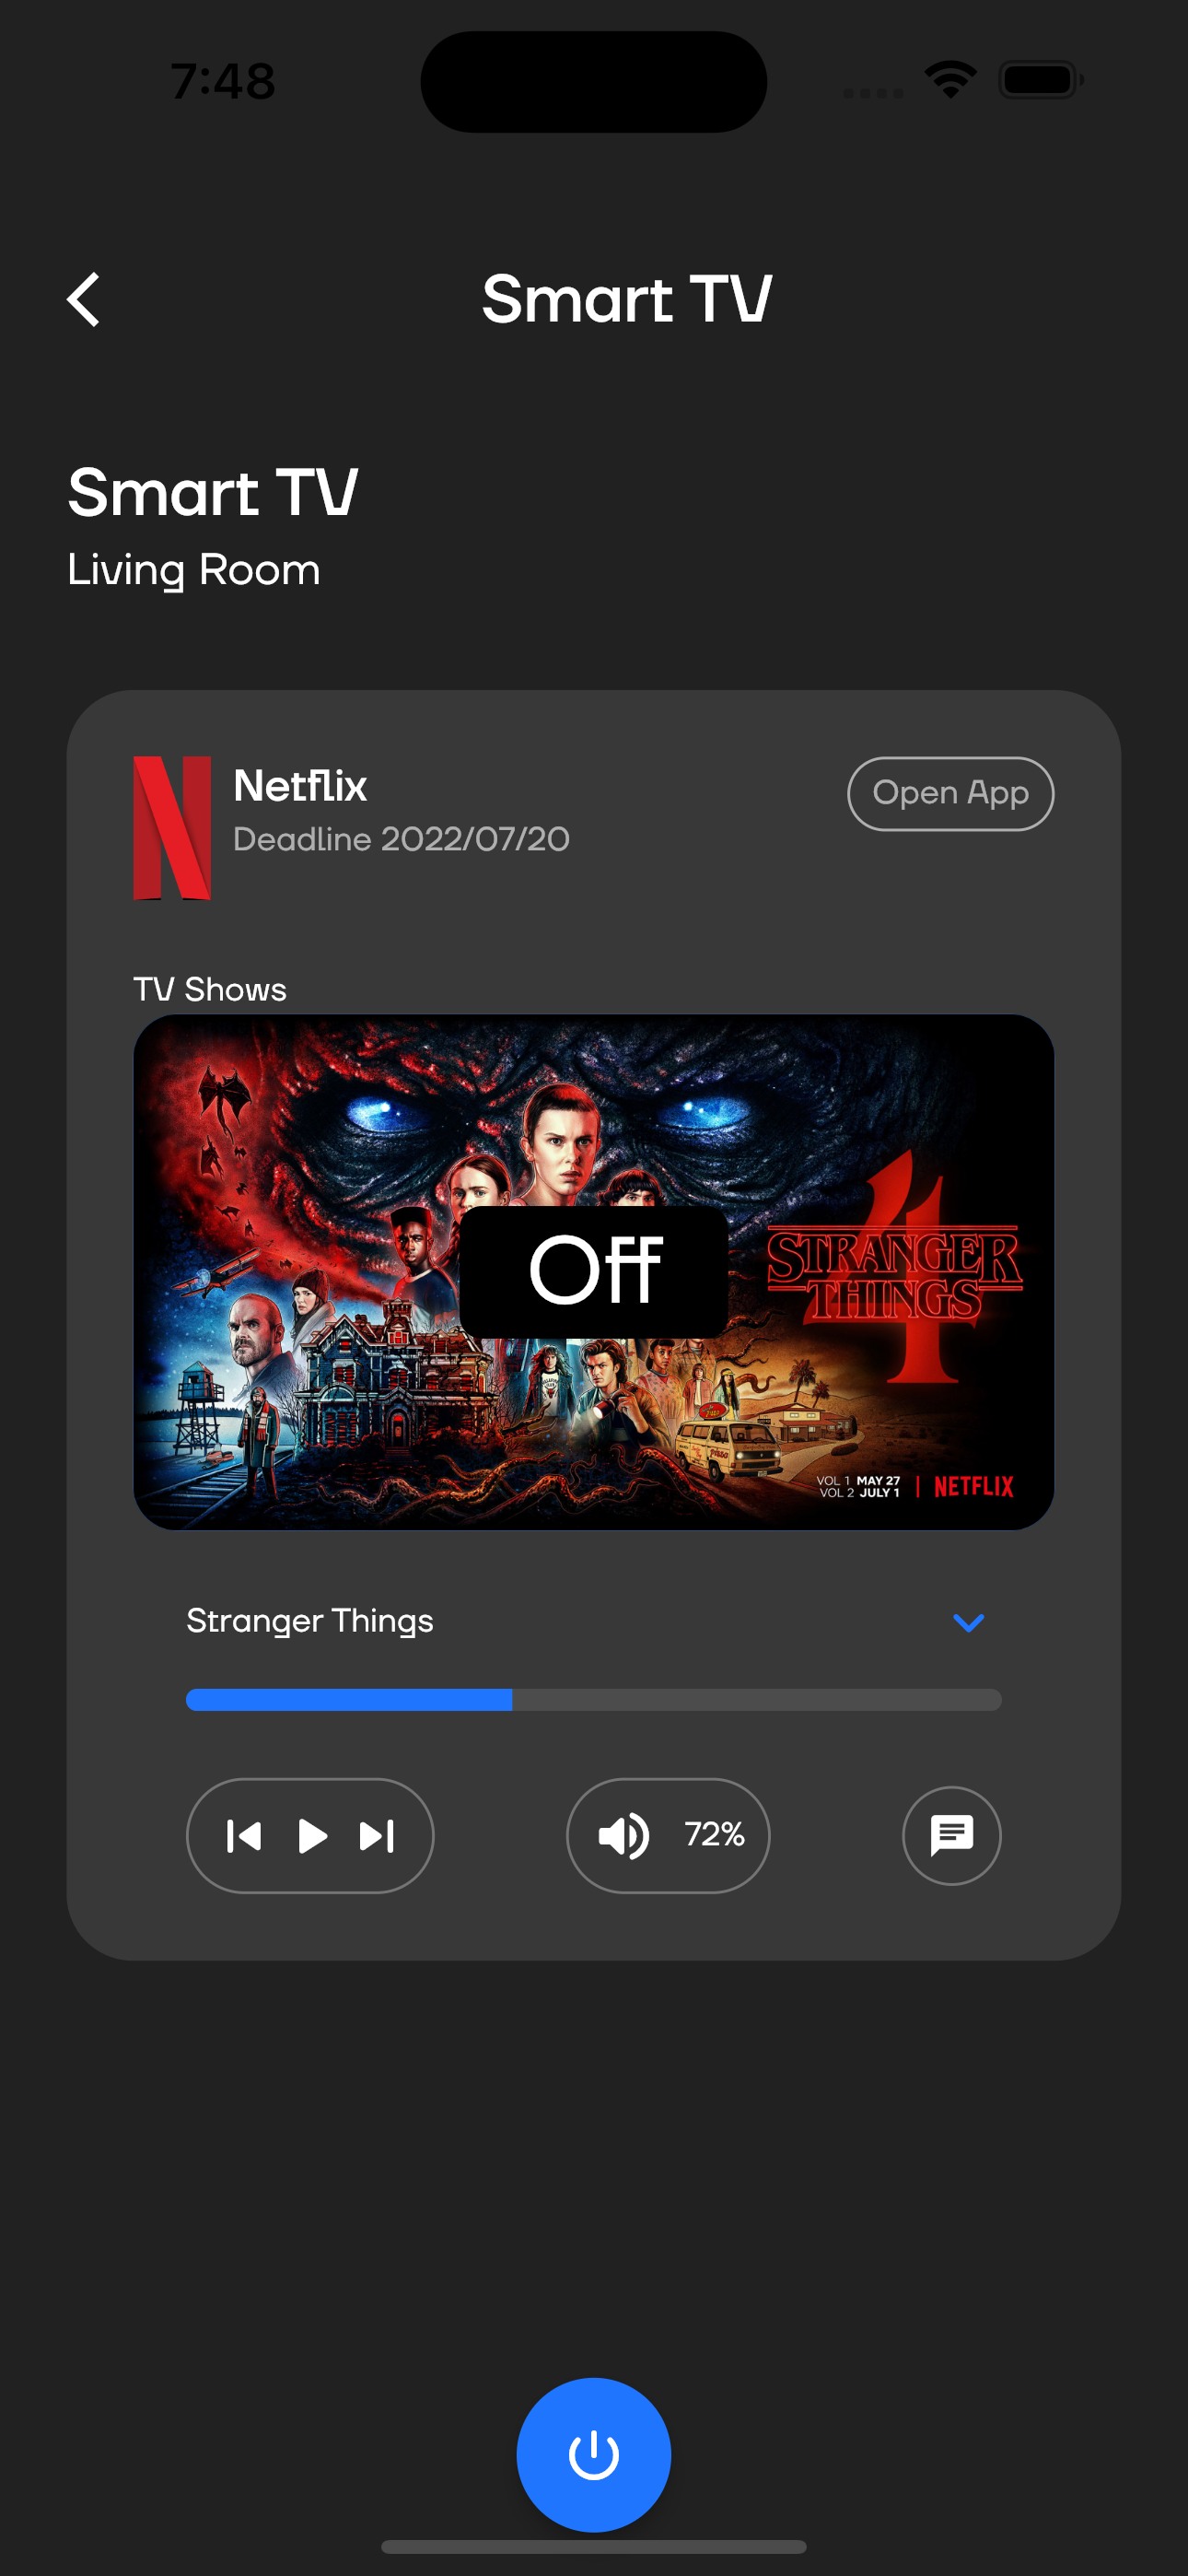 7:48
Smart TV
Smart TV
Living Room
Netflix
Open App
Deadline 2022/07/20
TV Shows
Off
4
STRANGER
THINGS
VOL 1 MAY 27
VOL 2 JULY 1 | NETFLIX
Stranger Things
72%